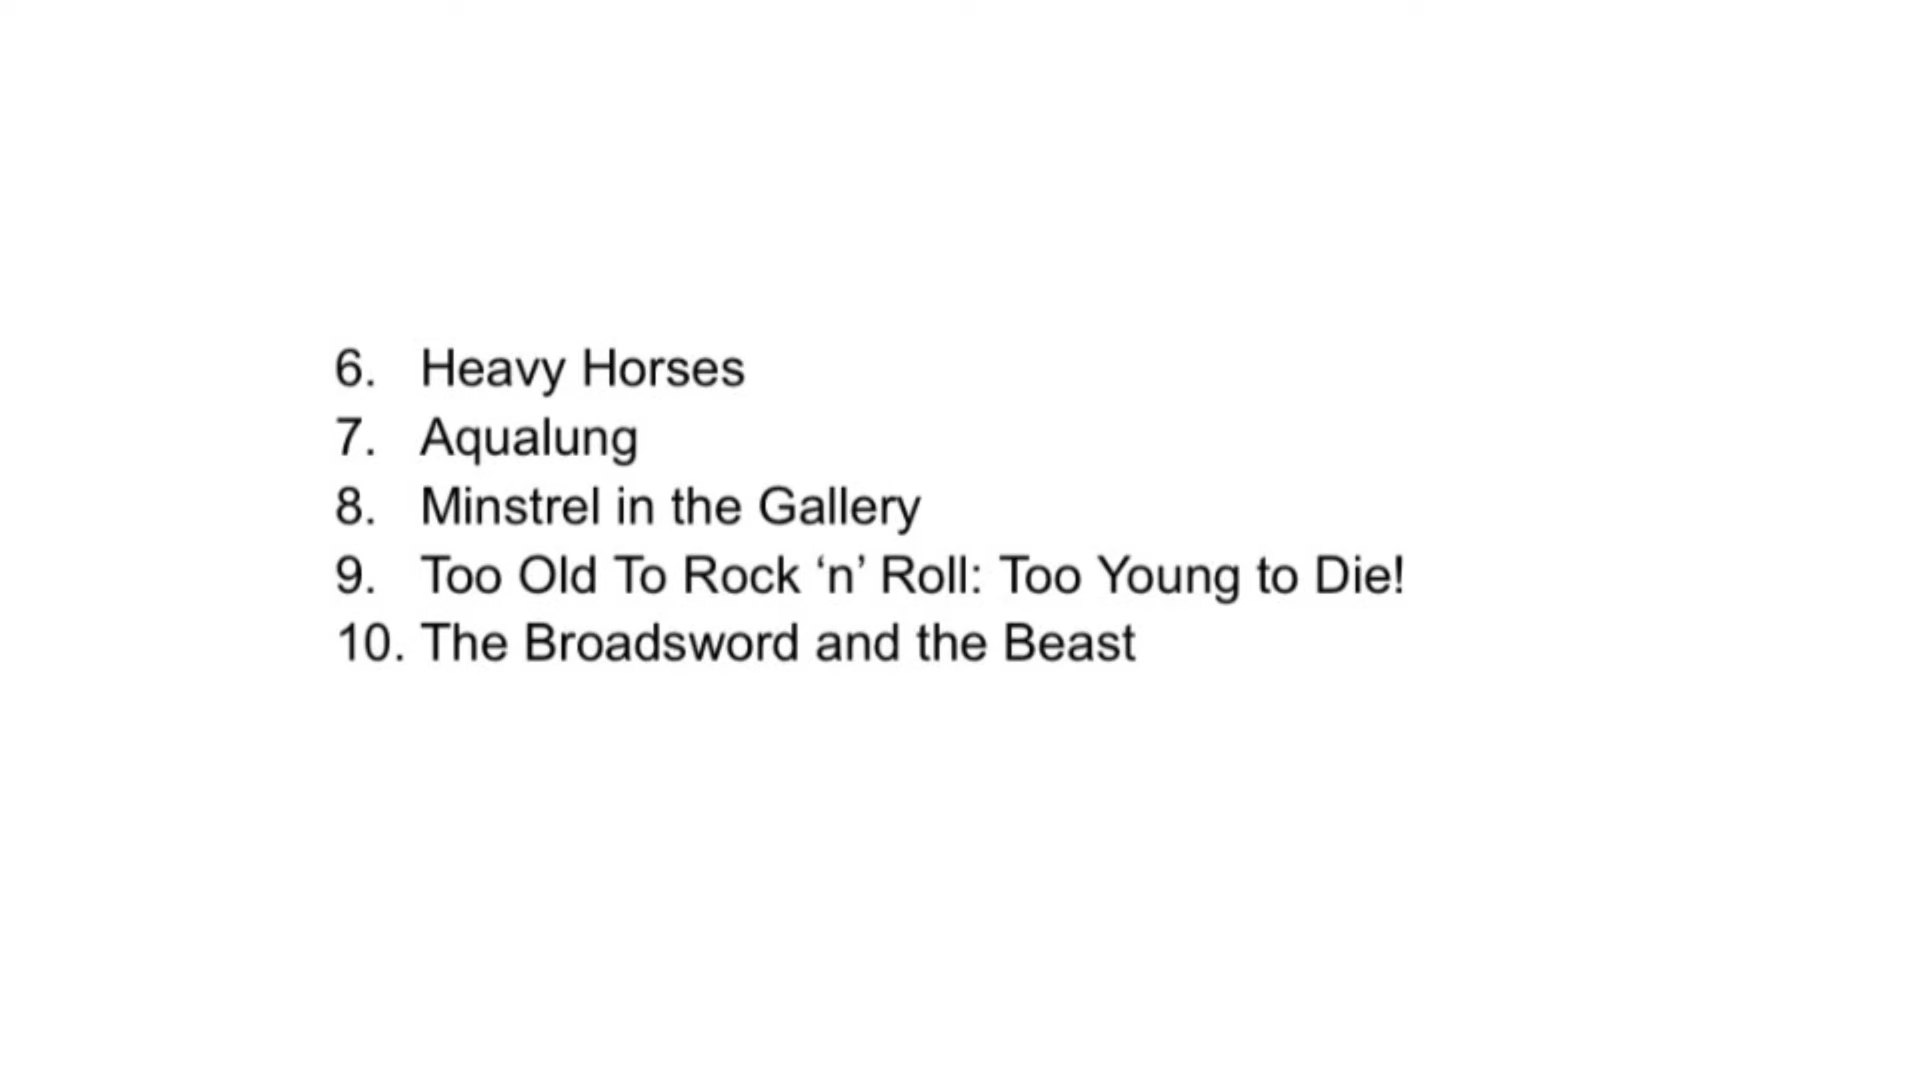 6. Heavy Horses
7. Aqualung
8. Minstrel in the Gallery
9. Too Old To Rock ‘n’ Roll: Too Young to Die!
10. The Broadsword and the Beast